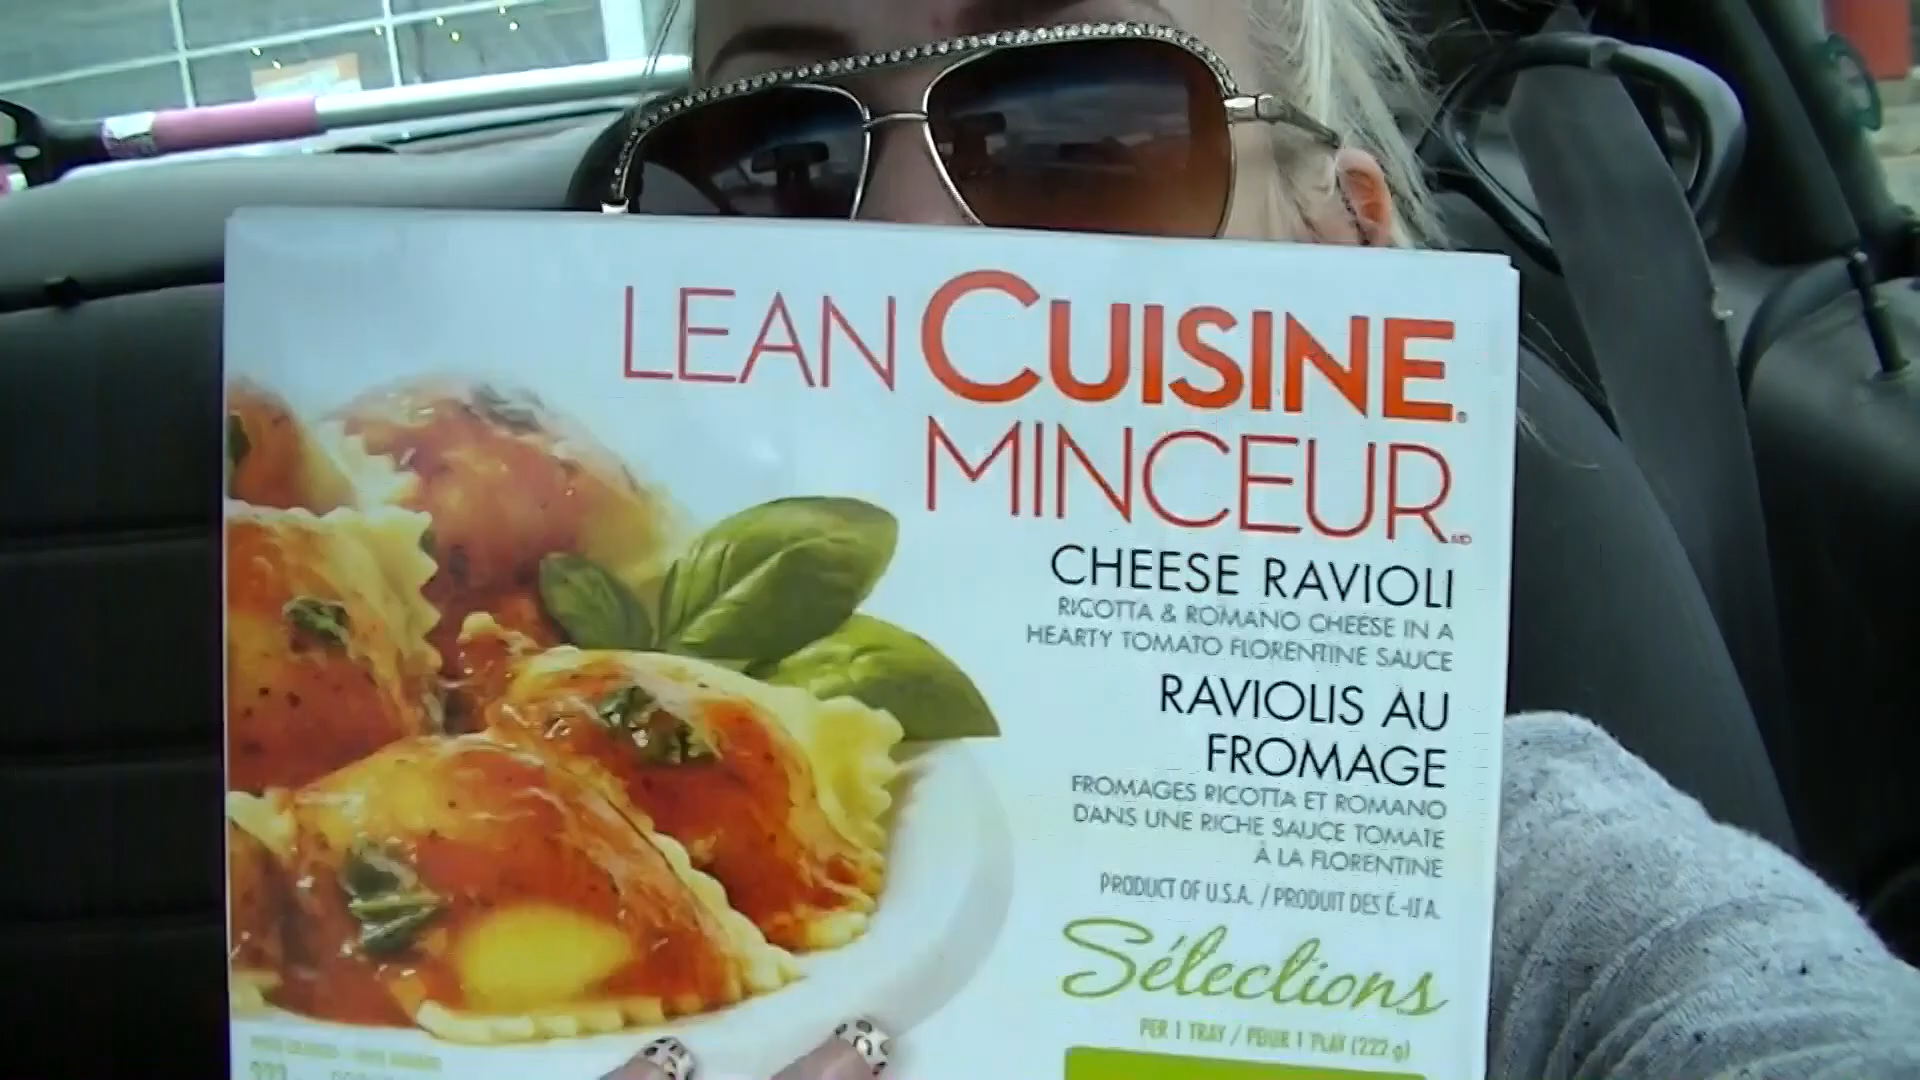 LEAN CUISINE®
MINCEUR MD
CHEESE RAVIOLI
RICOTTA & ROMANO CHEESE IN A
HEARTY TOMATO FLORENTINE SAUCE
RAVIOLIS AU
FROMAGE
FROMAGES RICOTTA ET ROMANO
DANS UNE RICHE SAUCE TOMATE
À LA FLORENTINE
PRODUCT OF U.S.A. / PRODUIT DES É.-U.A.
Sélections
PER 1 TRAY / POUR 1 PLAT (222 g)